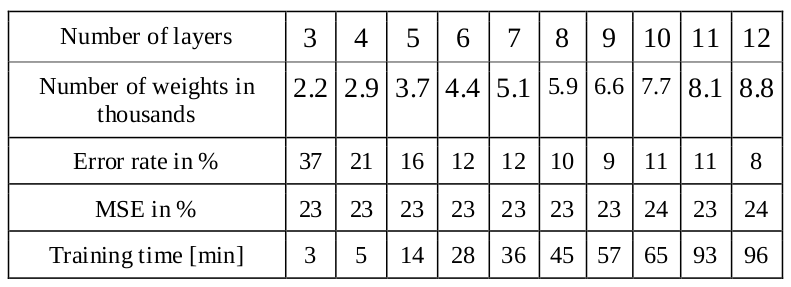 Number of layers 3 4 5 6 7 8 9 10 11 12
Number of weights in thousands 2.2 2.9 3.7 4.4 5.1 5.9 6.6 7.7 8.1 8.8
Error rate in % 37 21 16 12 12 10 9 11 11 8
MSE in % 23 23 23 23 23 23 23 24 23 24
Training time [min] 3 5 14 28 36 45 57 65 93 96